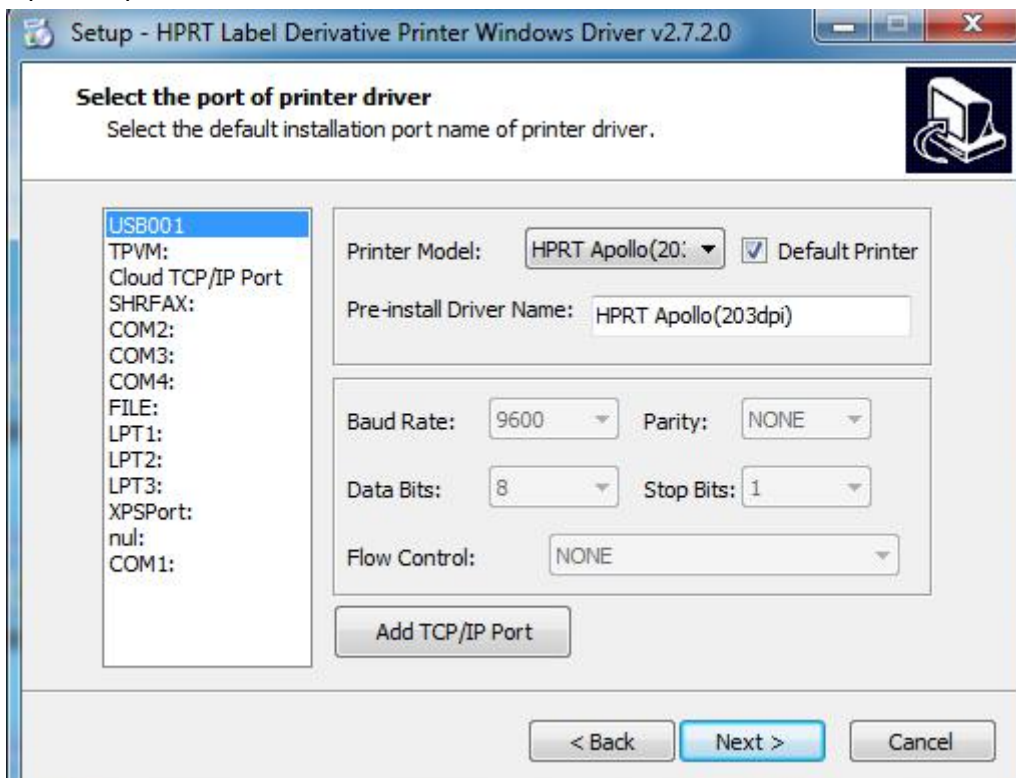 Setup - HPRT Label Derivative Printer Windows Driver v2.7.2.0
Select the port of printer driver
Select the default installation port name of printer driver.
USB001
TPVM:
Cloud TCP/IP Port
SHRFAX:
COM2:
COM3:
COM4:
FILE:
LPT1:
LPT2:
LPT3:
XPSPort:
nul:
COM1:
Printer Model: HPRT Apollo(20: Default Printer
Pre-install Driver Name: HPRT Apollo(203dpi)
Baud Rate: 9600 Parity: NONE
Data Bits: 8 Stop Bits: 1
Flow Control: NONE
Add TCP/IP Port
< Back Next > Cancel